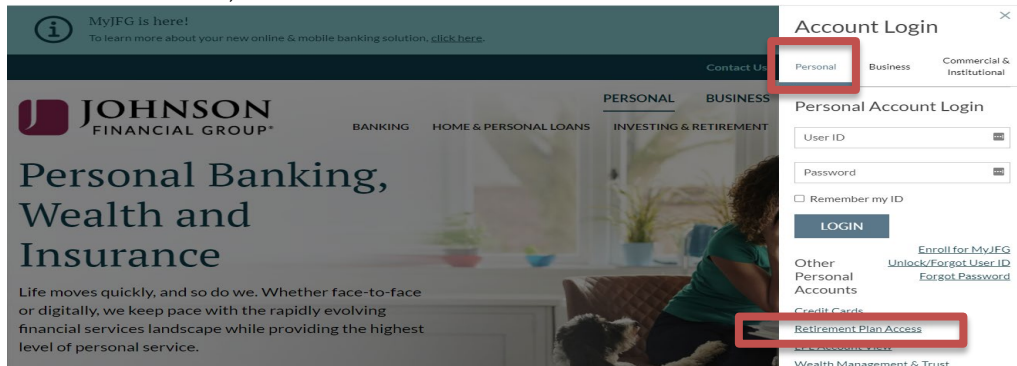 MyJFG is here!
To learn more about your new online & mobile banking solution, click here.
Contact Us
JOHNSON
FINANCIAL GROUP
PERSONAL BUSINESS
BANKING HOME & PERSONAL LOANS INVESTING & RETIREMENT
Personal Banking,
Wealth and
Insurance
Life moves quickly, and so do we. Whether face-to-face
or digitally, we keep pace with the rapidly evolving
financial services landscape while providing the highest
level of personal service.
Account Login
Personal Business Commercial &
Institutional
Personal Account Login
User ID
Password
Remember my ID
LOGIN
Enroll for MyJFG
Unlock/Forgot User ID
Forgot Password
Other
Personal
Accounts
Credit Cards
Retirement Plan Access
Account View
Wealth Management & Trust